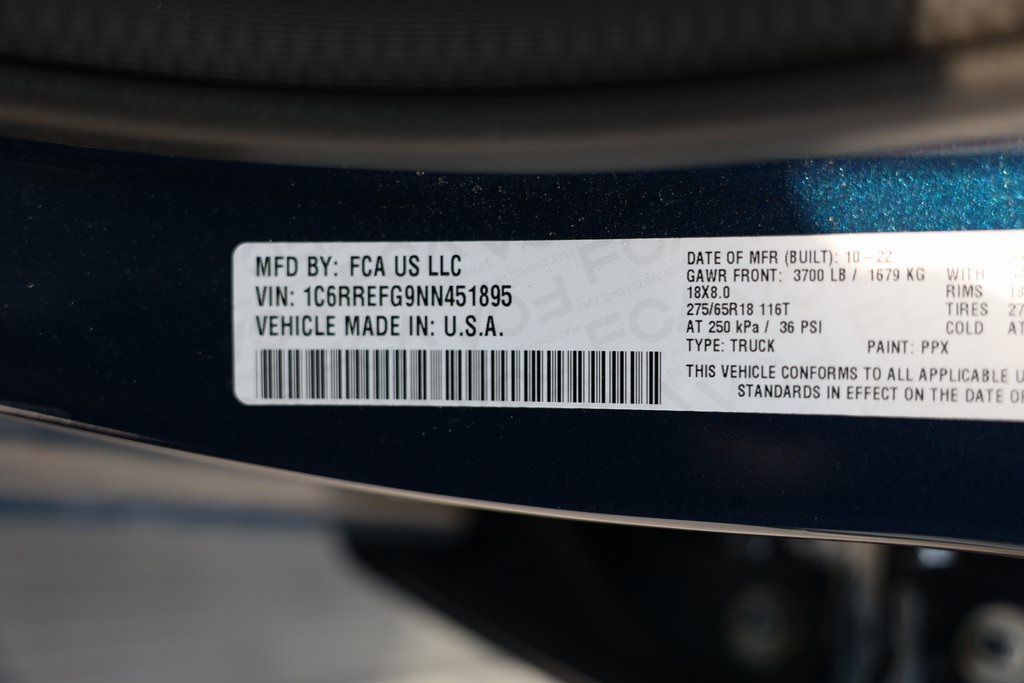 MFD BY: FCA US LLC
VIN: 1C6RREFG9NN451895
VEHICLE MADE IN: U.S.A.
DATE OF MFR (BUILT): 10-22
GAWR FRONT: 3700 LB / 1679 KG WITH
18X8.0 RIMS
275/65R18 116T TIRES
AT 250 kPa / 36 PSI COLD
TYPE: TRUCK PAINT: PPX
THIS VEHICLE CONFORMS TO ALL APPLICABLE
STANDARDS IN EFFECT ON THE DATE